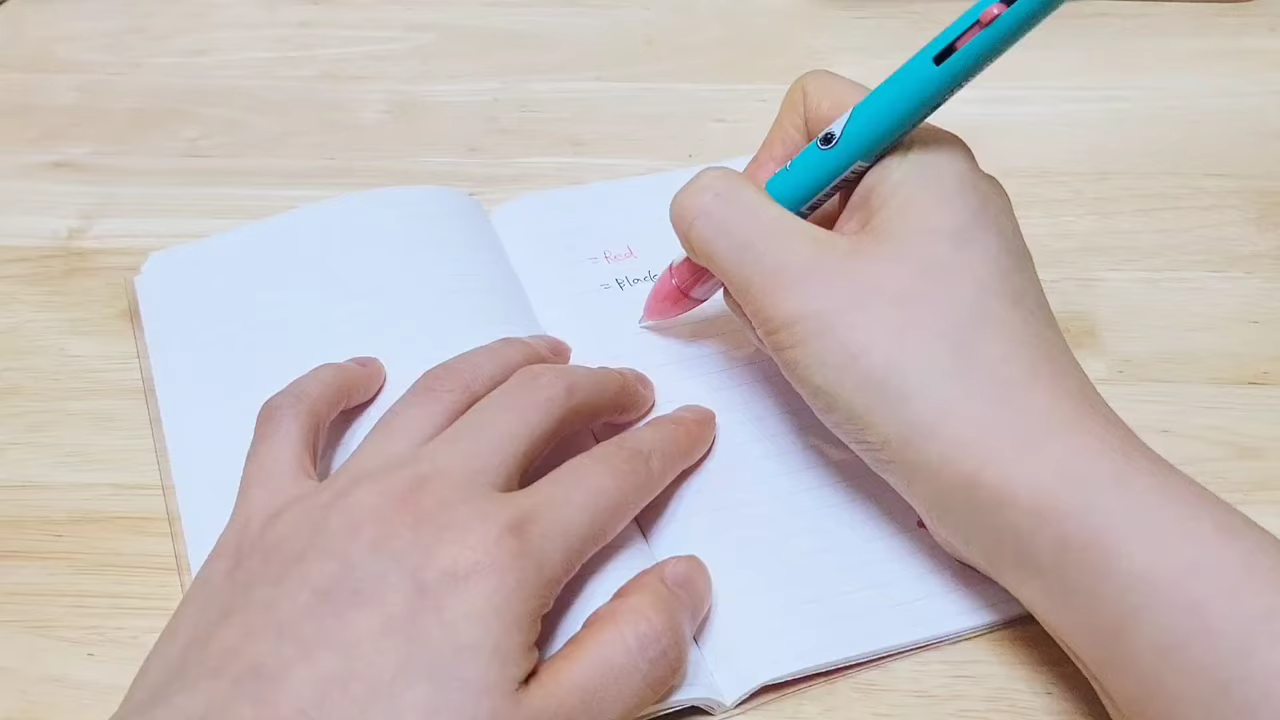 = Red
= Black